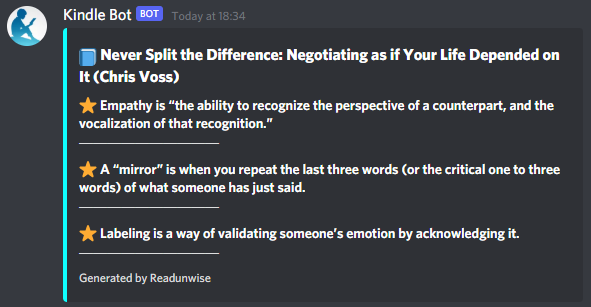 Kindle Bot BOT Today at 18:34
📘 Never Split the Difference: Negotiating as if Your Life Depended on
It (Chris Voss)
⭐ Empathy is “the ability to recognize the perspective of a counterpart, and the
vocalization of that recognition.”
⭐ A “mirror” is when you repeat the last three words (or the critical one to three
words) of what someone has just said.
⭐ Labeling is a way of validating someone’s emotion by acknowledging it.
Generated by Readunwise